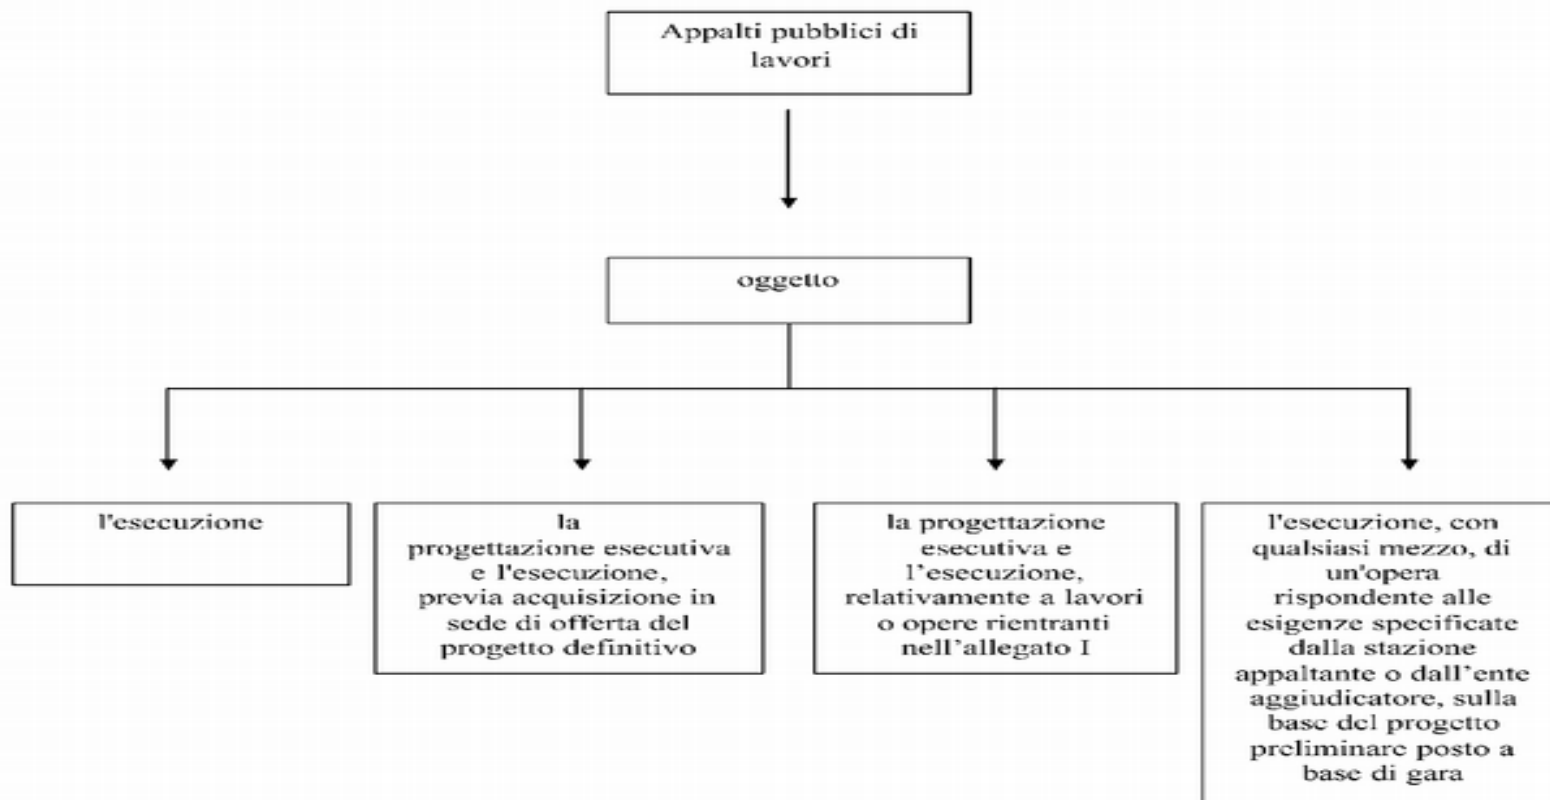 Appalti pubblici di
lavori
oggetto
l'esecuzione
la
progettazione esecutiva
e l'esecuzione,
previa acquisizione in
sede di offerta del
progetto definitivo
la progettazione
esecutiva e
l’esecuzione,
relativamente a lavori
o opere rientranti
nell’allegato I
l'esecuzione, con
qualsiasi mezzo, di
un'opera
rispondente alle
esigenze specificate
dalla stazione
appaltante o dall’ente
aggiudicatore, sulla
base del progetto
preliminare posto a
base di gara